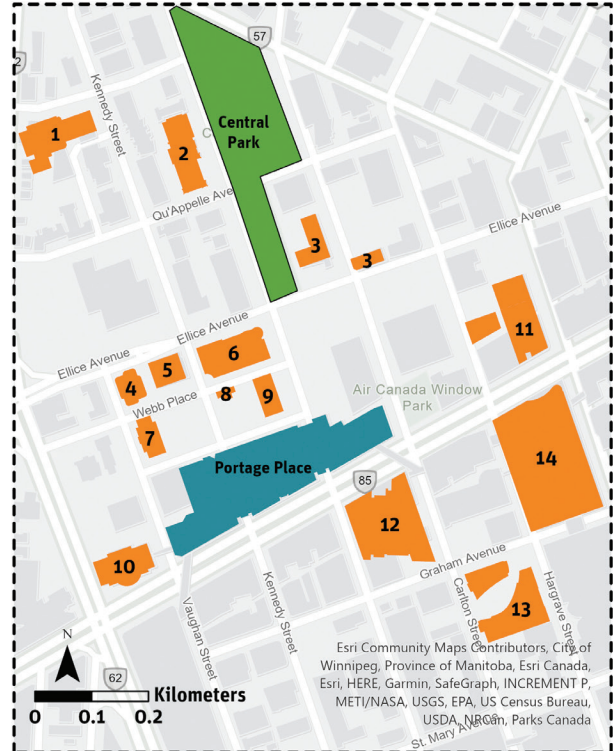 57
2
Kennedy Street
1
2
C
Central
Park
Qu'Appelle Ave
3
3
Ellice Avenue
11
Ellice Avenue
6
5
4
Ellice Avenue
Webb Place
8
9
7
Air Canada Window
Park
Portage Place
85
14
12
10
Graham Avenue
13
Vaughan Street
Kennedy Street
Carlton Street
Hargrave Street
N
62
Kilometers
0 0.1 0.2
Esri Community Maps Contributors, City of
Winnipeg, Province of Manitoba, Esri Canada,
Esri, HERE, Garmin, SafeGraph, INCREMENT P,
METI/NASA, USGS, EPA, US Census Bureau,
USDA, NRCan, Parks Canada
St. Mary Avenue